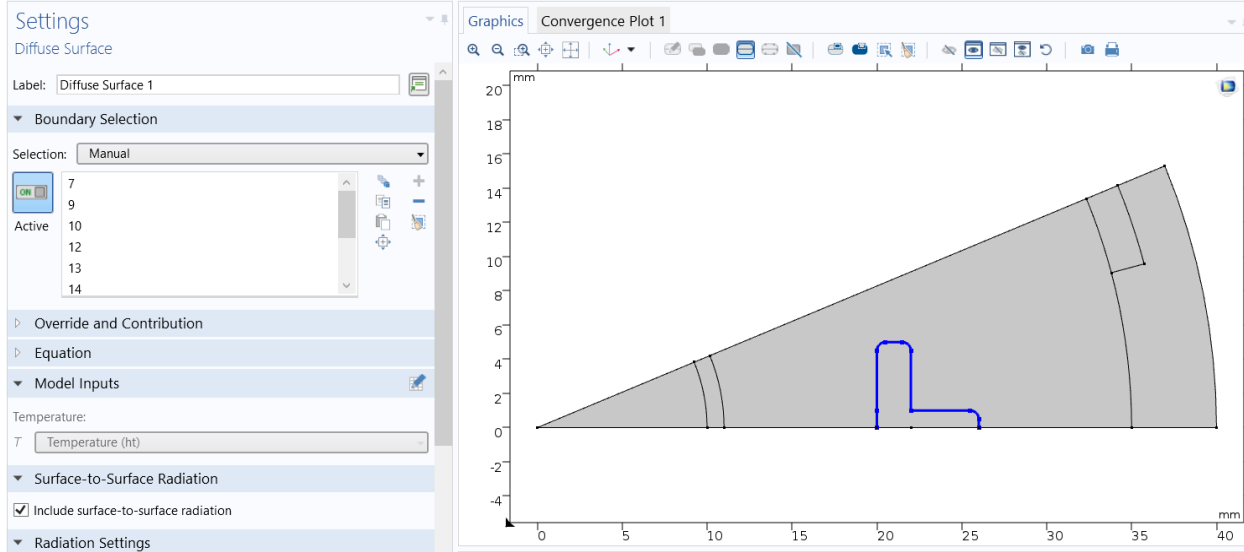 Settings
Diffuse Surface
Label: Diffuse Surface 1
Boundary Selection
Selection: Manual
ON
Active
7
9
10
12
13
14
Override and Contribution
Equation
Model Inputs
Temperature:
T Temperature (ht)
Surface-to-Surface Radiation
Include surface-to-surface radiation
Radiation Settings
Graphics Convergence Plot 1
mm
20
18
16
14
12
10
8
6
4
2
0
-2
-4
mm
0 5 10 15 20 25 30 35 40